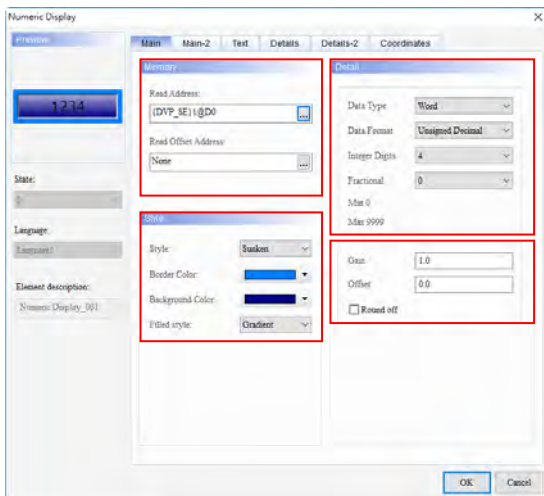 Numeric Display
Preview
1234
State:
0
Language:
Language1
Element description:
Numeric Display_001
Main Main-2 Text Details Details-2 Coordinates
Memory
Read Address:
{DVP_SE}1@D0
...
Read Offset Address:
None
...
Style
Style: Sunken
Border Color:
Background Color:
Filled style: Gradient
Detail
Data Type Word
Data Format Unsigned Decimal
Integer Digits 4
Fractional 0
Min 0
Max 9999
Gain 1.0
Offset 0.0
Round off
OK Cancel